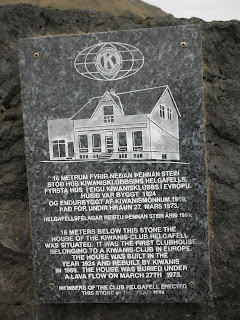 K
16 METRUM FYRIR NEÐAN ÞENNAN STEIN
STÓÐ HÚS KIWANISKLÚBBSINS HELGAFELLS,
FYRSTA HÚS Í EIGU KIWANISKLÚBBS Í EVRÓPU.
HÚSIÐ VAR BYGGT 1924
OG ENDURBYGGT AF KIWANISMÖNNUM 1969.
ÞAÐ FÓR UNDIR HRAUN 27. MARS 1973.
HELGAFELLSFÉLAGAR REISTU ÞENNAN STEIN ÁRIÐ
16 METERS BELOW THIS STONE THE
HOUSE OF THE KIWANIS-CLUB HELGAFELL
WAS SITUATED. IT WAS THE FIRST CLUBHOUSE
BELONGING TO A KIWANIS-CLUB IN EUROPE.
THE HOUSE WAS BUILT IN THE
YEAR 1924 AND REBUILT BY KIWANIS
IN 1969. THE HOUSE WAS BURIED UNDER
A LAVA FLOW ON MARCH 27TH 1973.
MEMBERS OF THE CLUB HELGAFELL ERECTED
THIS STONE